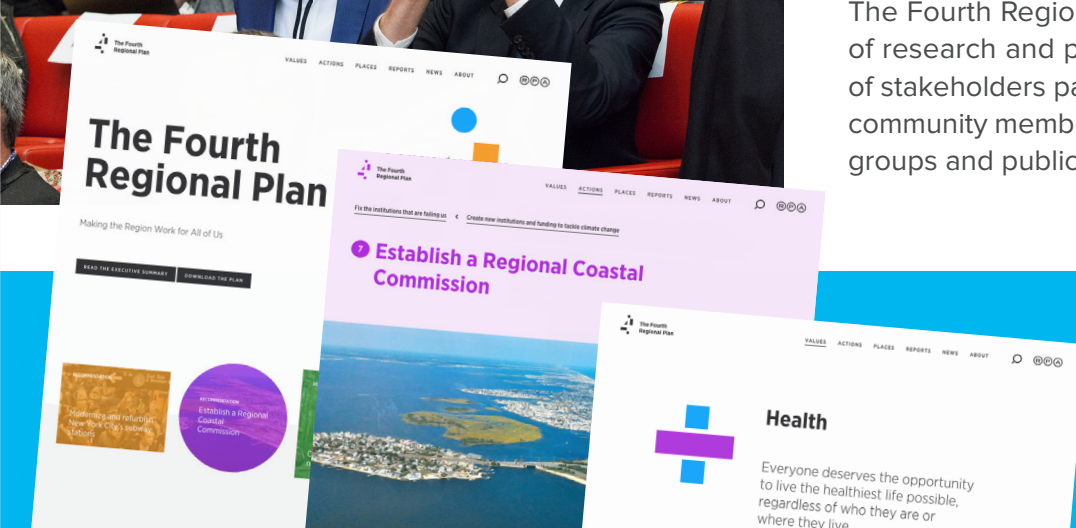 The Fourth Regio
of research and p
of stakeholders pa
community memb
groups and public
The Fourth
Regional Plan
VALUES ACTIONS PLACES REPORTS NEWS ABOUT
RPA
The Fourth
Regional Plan
Making the Region Work for All of Us
READ THE EXECUTIVE SUMMARY DOWNLOAD THE PLAN
RECOMMENDATION
Modernize and refurbish
New York City's subway
stations
RECOMMENDATION
Establish a Regional
Coastal
Commission
The Fourth
Regional Plan
VALUES ACTIONS PLACES REPORTS NEWS ABOUT
RPA
Fix the institutions that are failing us ‹ Create new institutions and funding to tackle climate change
7 Establish a Regional Coastal
Commission
The Fourth
Regional Plan
VALUES ACTIONS PLACES REPORTS NEWS ABOUT
RPA
Health
Everyone deserves the opportunity
to live the healthiest life possible,
regardless of who they are or
where they live